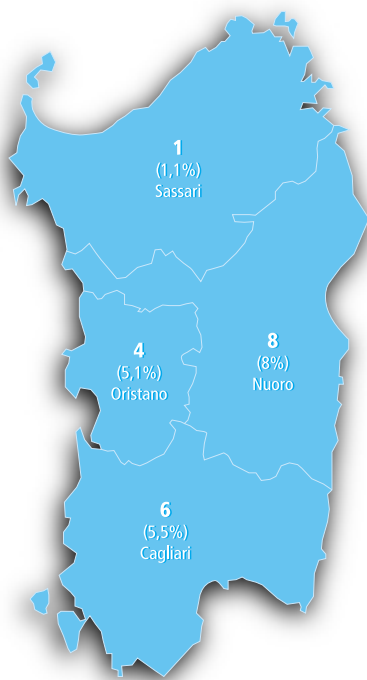 1
(1,1%)
Sassari
4
(5,1%)
Oristano
8
(8%)
Nuoro
6
(5,5%)
Cagliari